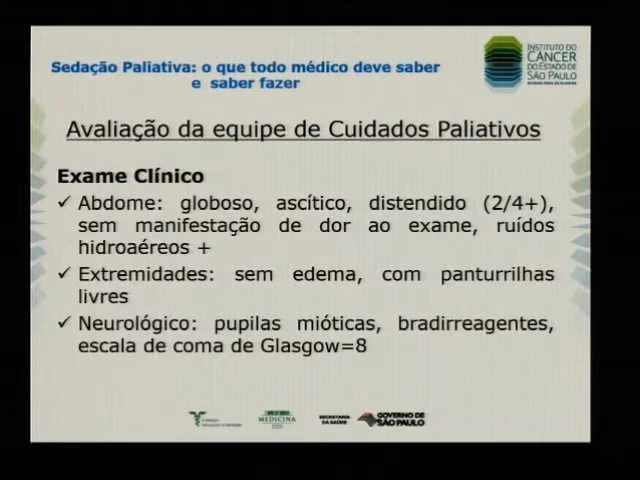 Sedação Paliativa: o que todo médico deve saber
e saber fazer
INSTITUTO DO
CÂNCER
DO ESTADO DE
SÃO PAULO
Avaliação da equipe de Cuidados Paliativos
Exame Clínico
✓ Abdome: globoso, ascítico, distendido (2/4+),
sem manifestação de dor ao exame, ruídos
hidroaéreos +
✓ Extremidades: sem edema, com panturrilhas
livres
✓ Neurológico: pupilas mióticas, bradirreagentes,
escala de coma de Glasgow=8
MEDICINA
SECRETARIA
DA SAÚDE
GOVERNO DE
SÃO PAULO